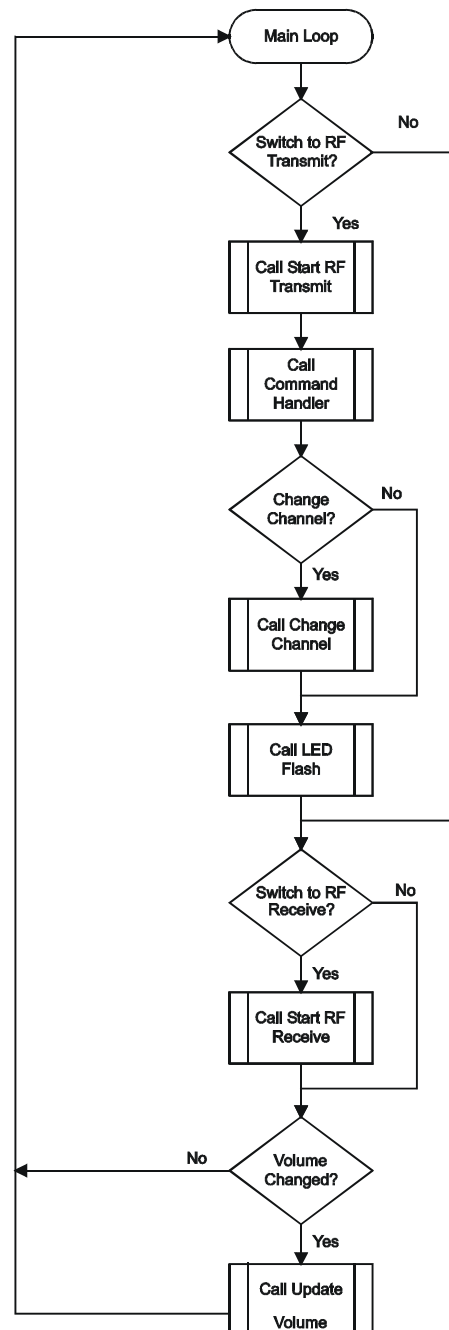 Main Loop
No
Switch to RF
Transmit?
Yes
Call Start RF
Transmit
Call
Command
Handler
Change
Channel?
No
Yes
Call Change
Channel
Call LED
Flash
Switch to RF
Receive?
No
Yes
Call Start RF
Receive
No
Volume
Changed?
Yes
Call Update
Volume